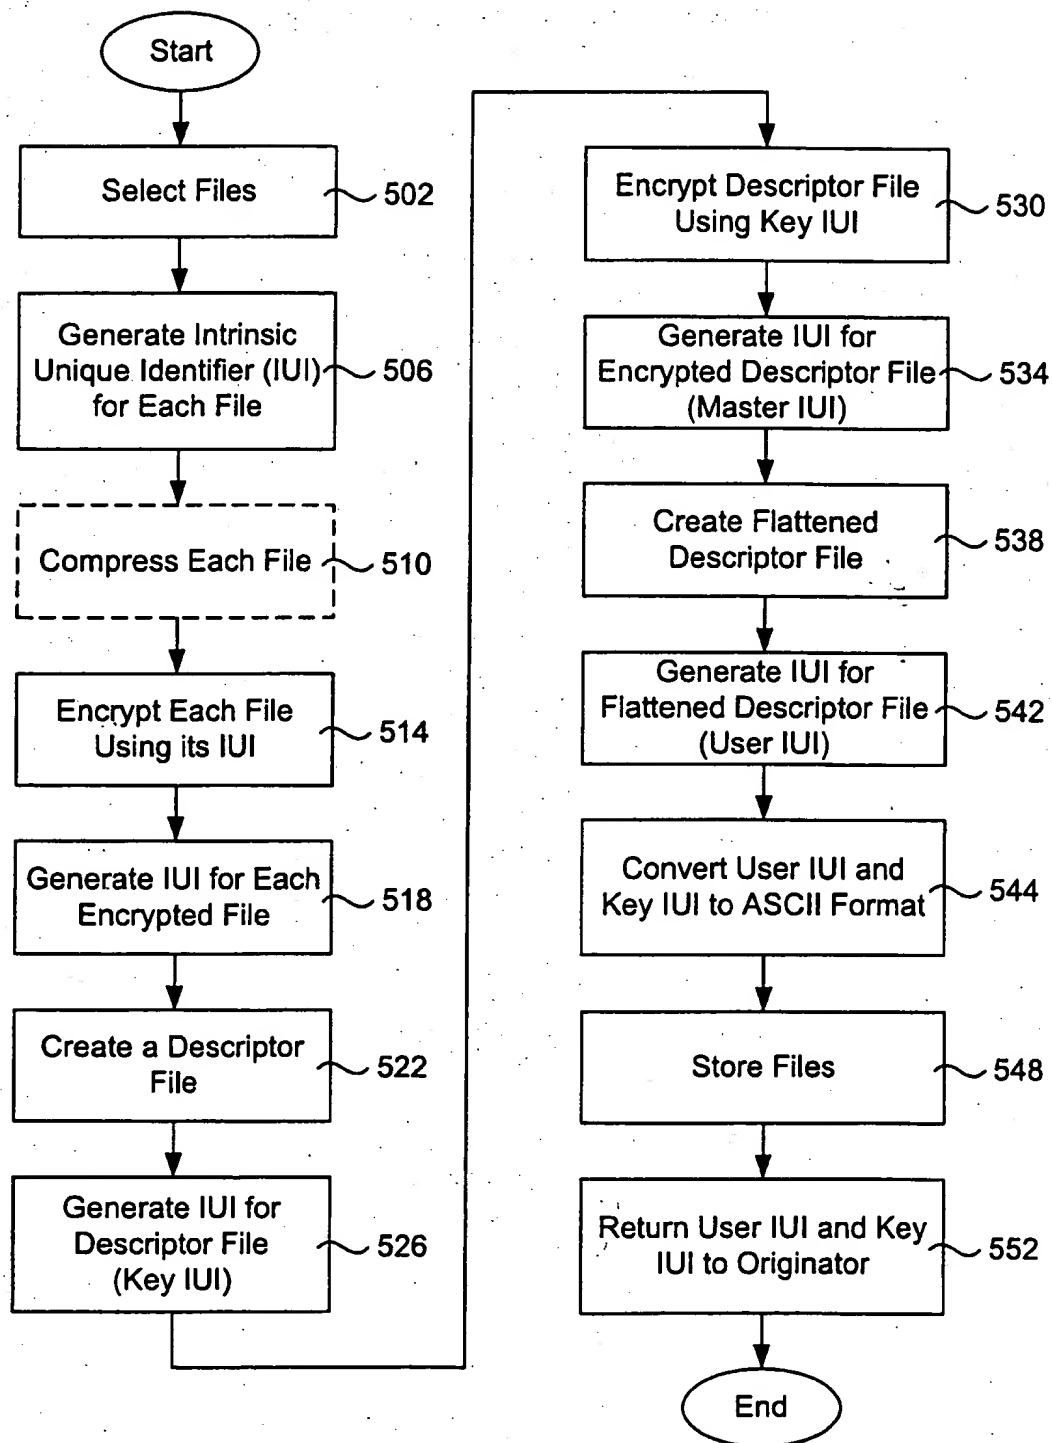 Start
Select Files
502
Generate Intrinsic
Unique Identifier (IUI)
for Each File
506
Compress Each File
510
Encrypt Each File
Using its IUI
514
Generate IUI for Each
Encrypted File
518
Create a Descriptor
File
522
Generate IUI for
Descriptor File
(Key IUI)
526
Encrypt Descriptor File
Using Key IUI
530
Generate IUI for
Encrypted Descriptor File
(Master IUI)
534
Create Flattened
Descriptor File
538
Generate IUI for
Flattened Descriptor File
(User IUI)
542
Convert User IUI and
Key IUI to ASCII Format
544
Store Files
548
Return User IUI and Key
IUI to Originator
552
End